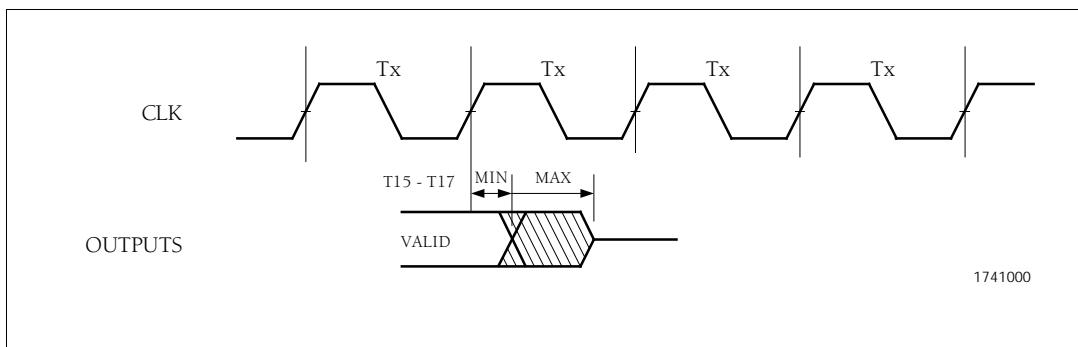 Tx Tx Tx Tx
CLK
T15 - T17 MIN MAX
OUTPUTS VALID
1741000